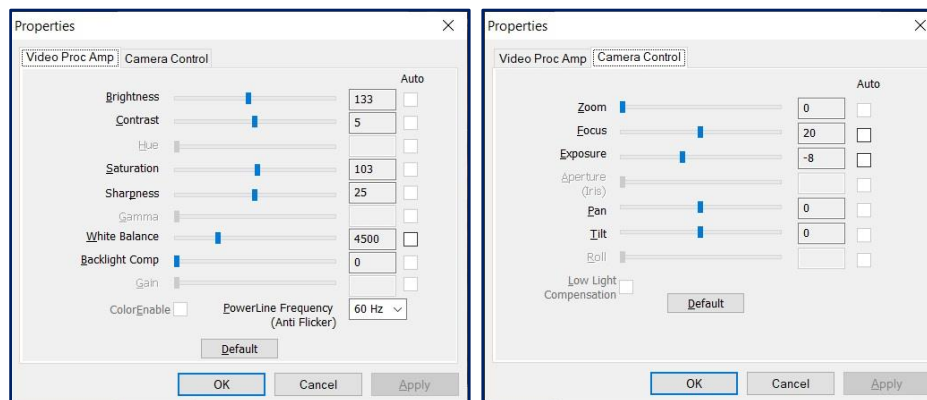 Properties
Video Proc Amp Camera Control
Auto
Brightness 133
Contrast 5
Hue
Saturation 103
Sharpness 25
Gamma
White Balance 4500
Backlight Comp 0
Gain
ColorEnable PowerLine Frequency 60 Hz
(Anti Flicker)
Default
OK Cancel Apply
Properties
Video Proc Amp Camera Control
Auto
Zoom 0
Focus 20
Exposure -8
Aperture
(Iris)
Pan 0
Tilt 0
Roll
Low Light
Compensation
Default
OK Cancel Apply